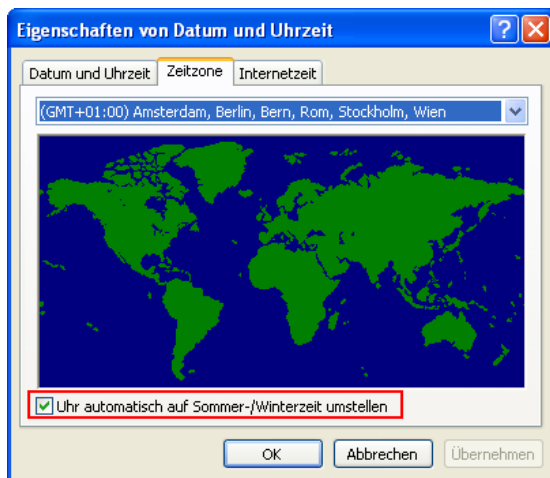 Eigenschaften von Datum und Uhrzeit
Datum und Uhrzeit
Zeitzone
Internetzeit
(GMT+01:00) Amsterdam, Berlin, Bern, Rom, Stockholm, Wien
Uhr automatisch auf Sommer-/Winterzeit umstellen
OK
Abbrechen
Übernehmen